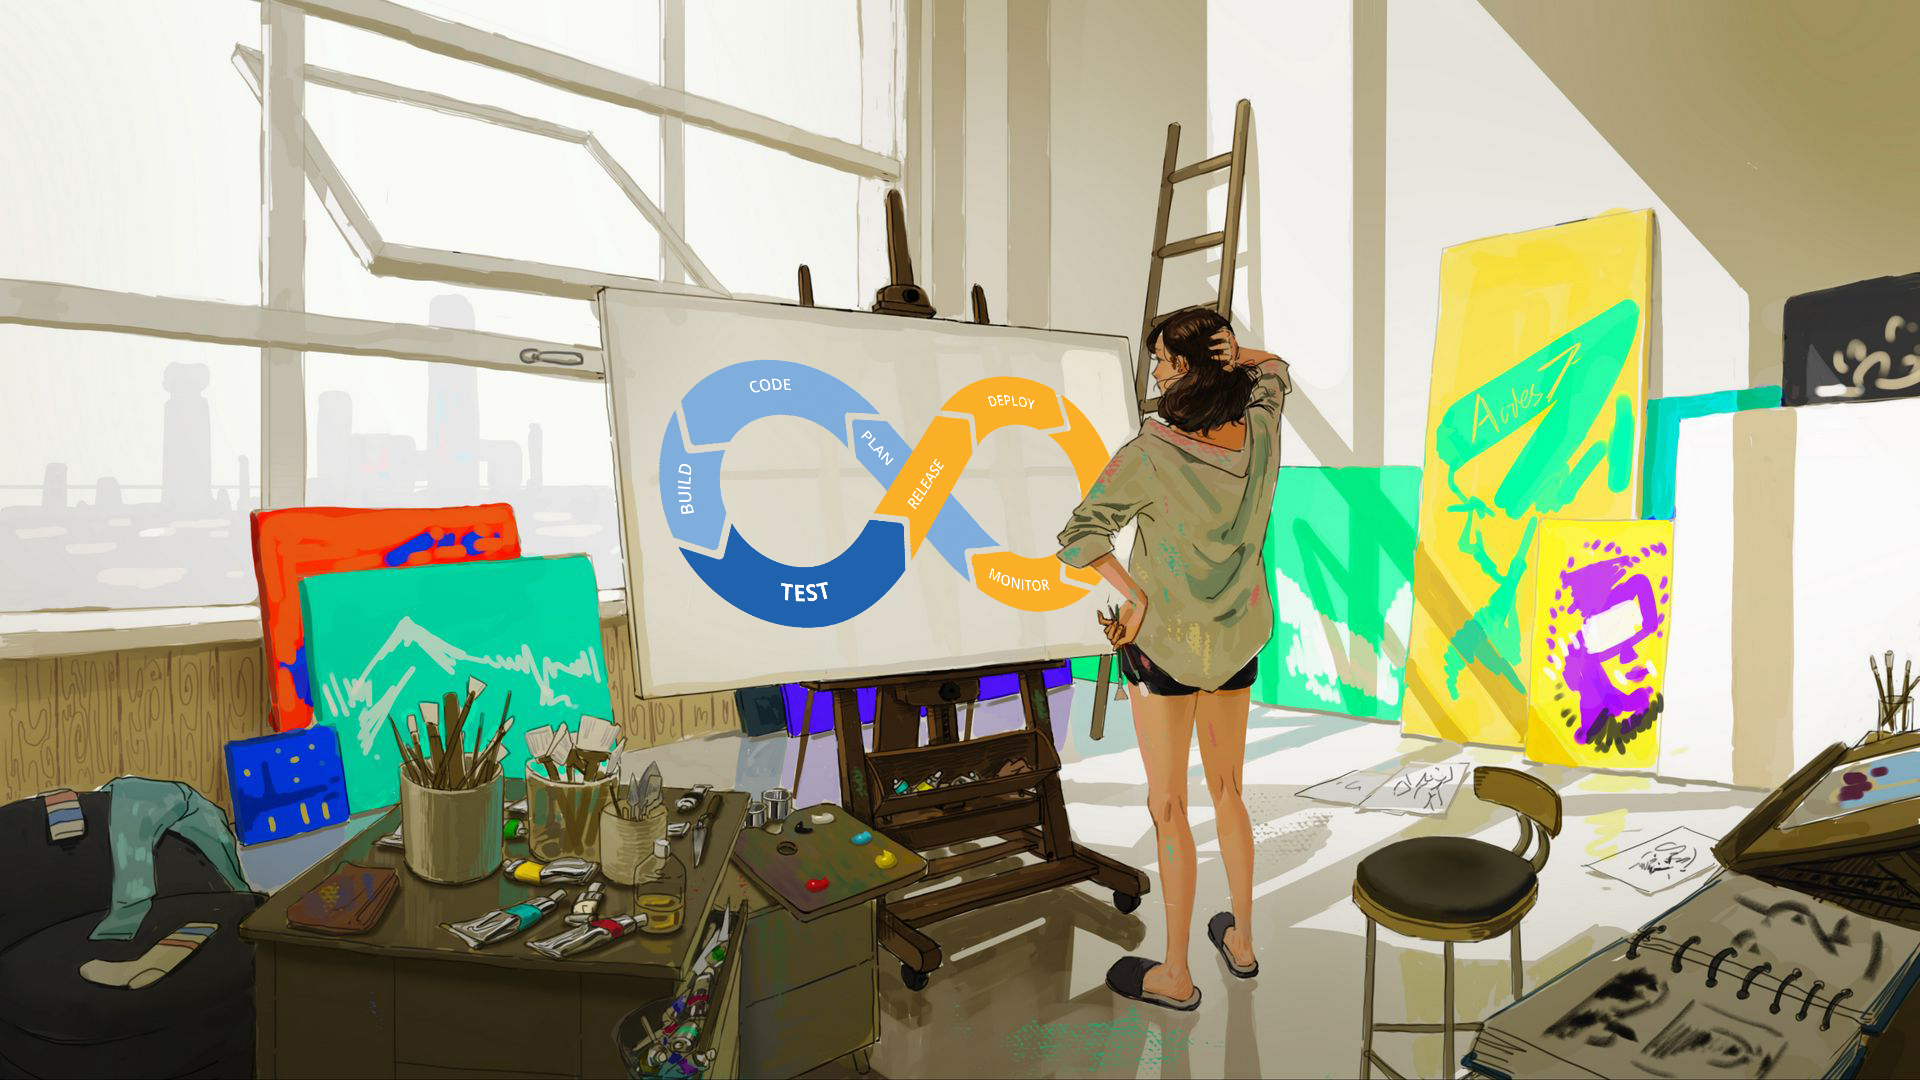 CODE
DEPLOY
PLAN
BUILD
RELEASE
TEST
MONITOR